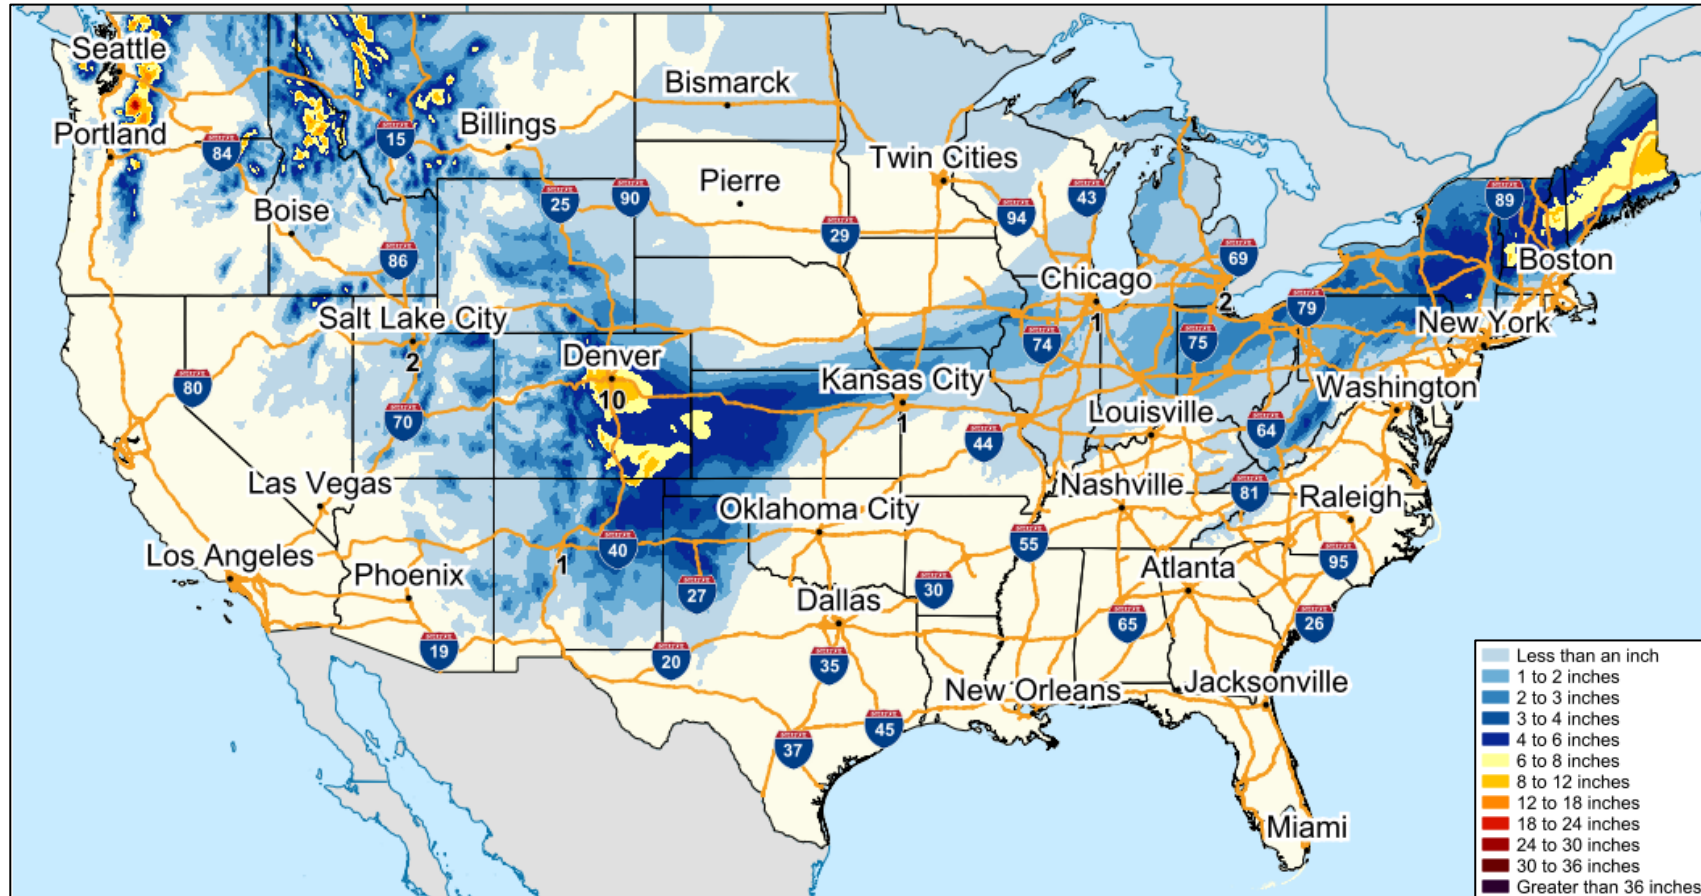 Seattle
Bismarck
Portland
Billings
15
84
Twin Cities
Pierre
25
90
43
Boise
94
89
29
86
69
Boston
Chicago
2
79
Salt Lake City
1
New York
74
75
2
Denver
80
Kansas City
Washington
10
70
1
Louisville
64
44
Las Vegas
Nashville
81
Raleigh
Oklahoma City
55
40
Los Angeles
1
95
Phoenix
Atlanta
27
30
Dallas
65
26
19
20
35
Less than an inch
1 to 2 inches
New Orleans
Jacksonville
2 to 3 inches
3 to 4 inches
45
4 to 6 inches
37
6 to 8 inches
8 to 12 inches
12 to 18 inches
Miami
18 to 24 inches
24 to 30 inches
30 to 36 inches
Greater than 36 inches